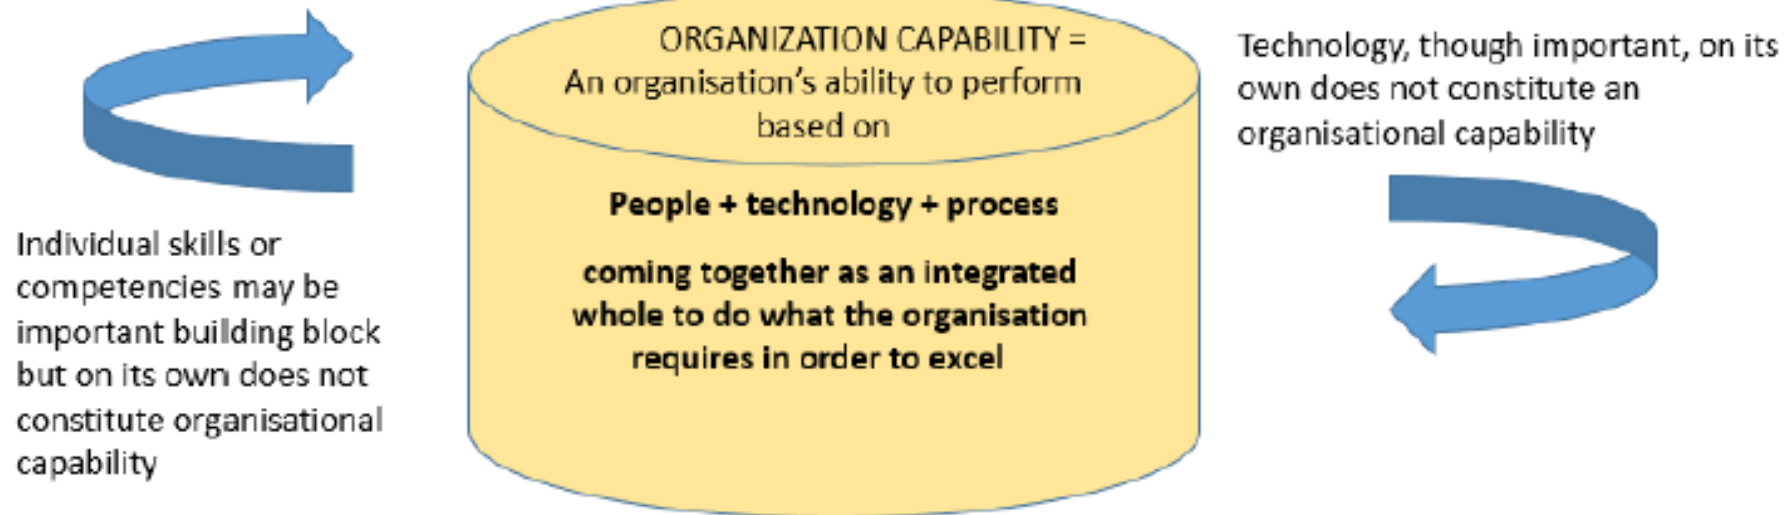 ORGANIZATION CAPABILITY =
An organisation's ability to perform
based on
People + technology + process
coming together as an integrated
whole to do what the organisation
requires in order to excel
Individual skills or
competencies may be
important building block
but on its own does not
constitute organisational
capability
Technology, though important, on its
own does not constitute an
organisational capability